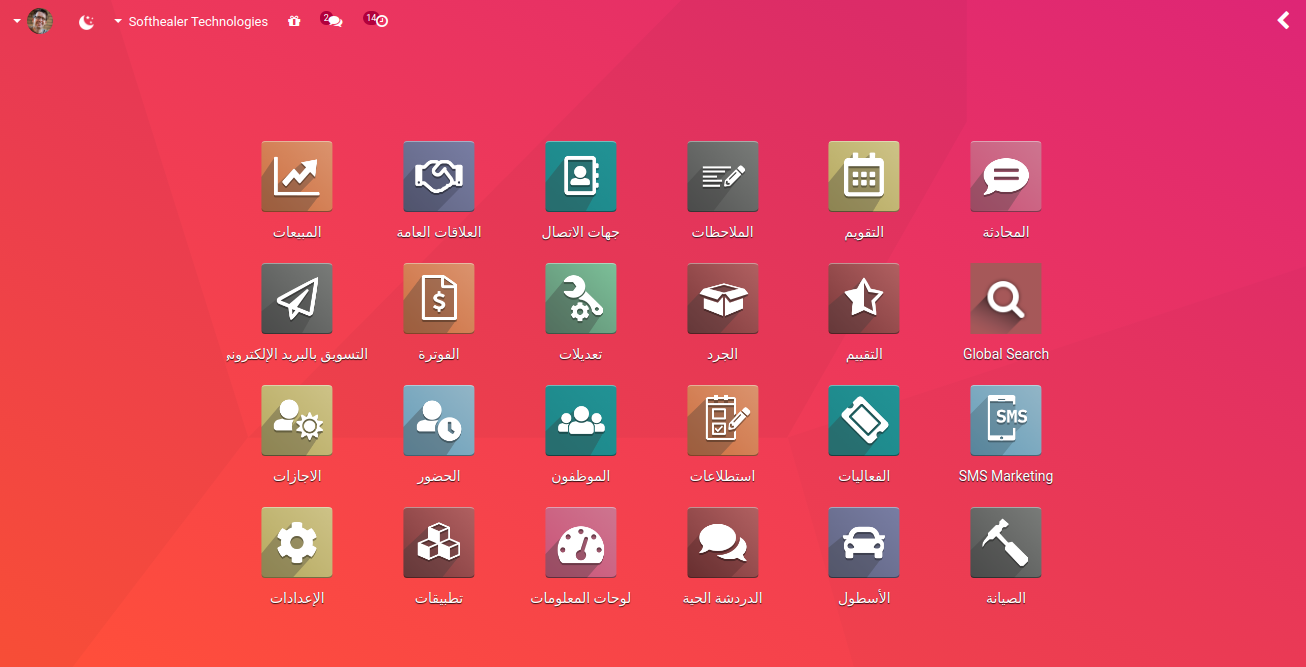 Softhealer Technologies
2
14
المحادثة
التقويم
الملاحظات
جهات الاتصال
العلاقات العامة
المبيعات
Global Search
التقييم
الجرد
تعديلات
الفوترة
التسويق بالبريد الإلكتروني
SMS
SMS Marketing
الفعاليات
استطلاعات
الموظفون
الحضور
الاجازات
الصيانة
الأسطول
الدردشة الحية
لوحات المعلومات
تطبيقات
الإعدادات